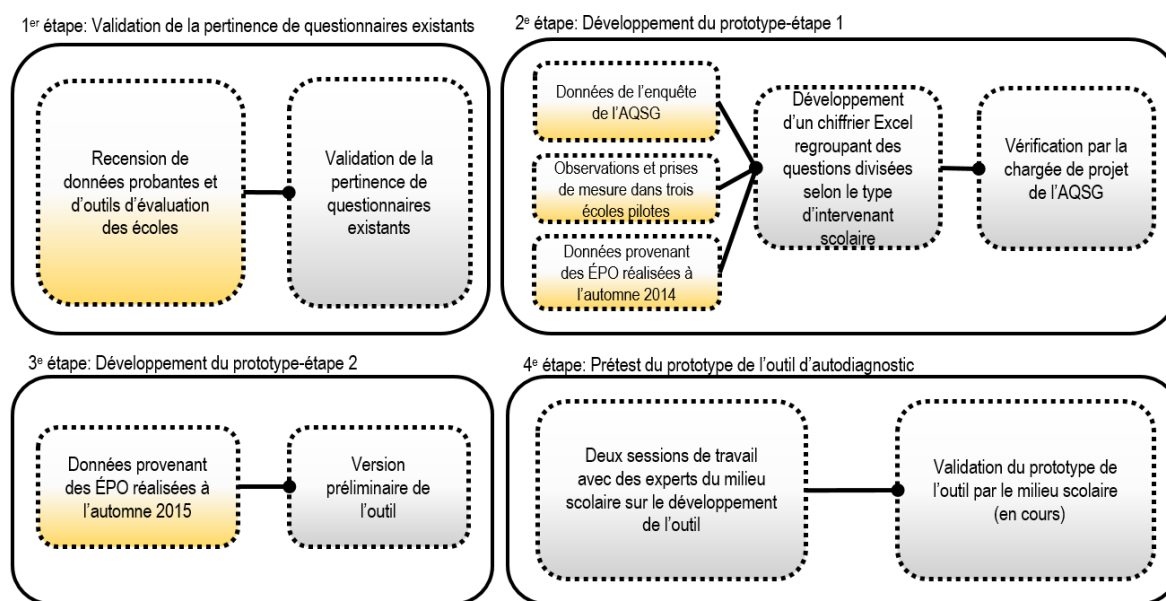 1er étape: Validation de la pertinence de questionnaires existants
Recension de
données probantes et
d'outils d'évaluation
des écoles
Validation de la
pertinence de
questionnaires
existants
2e étape: Développement du prototype-étape 1
Données de l'enquête
de l'AQSG
Observations et prises
de mesure dans trois
écoles pilotes
Données provenant
des ÉPO réalisées à
l'automne 2014
Développement
d'un chiffrier Excel
regroupant des
questions divisées
selon le type
d'intervenant
scolaire
Vérification par la
chargée de projet
de l'AQSG
3e étape: Développement du prototype-étape 2
Données provenant
des ÉPO réalisées à
l'automne 2015
Version
préliminaire de
l'outil
4e étape: Prétest du prototype de l'outil d'autodiagnostic
Deux sessions de travail
avec des experts du milieu
scolaire sur le développement
de l'outil
Validation du prototype de
l'outil par le milieu scolaire
(en cours)